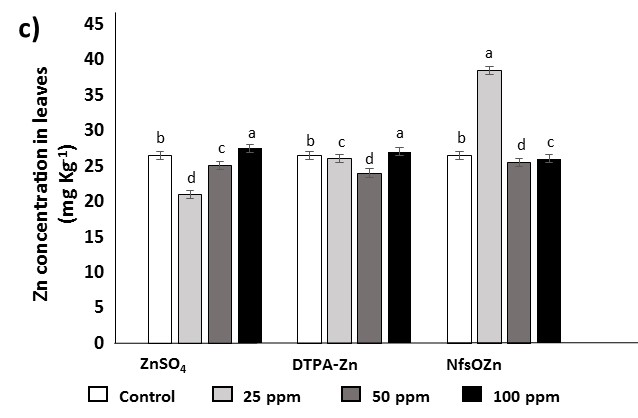 c)
Zn concentration in leaves
(mg Kg⁻¹)
45
40
35
30
25
20
15
10
5
0
b
d
c
a
b
c
d
a
b
a
d
c
ZnSO₄
DTPA-Zn
NfsOZn
Control
25 ppm
50 ppm
100 ppm